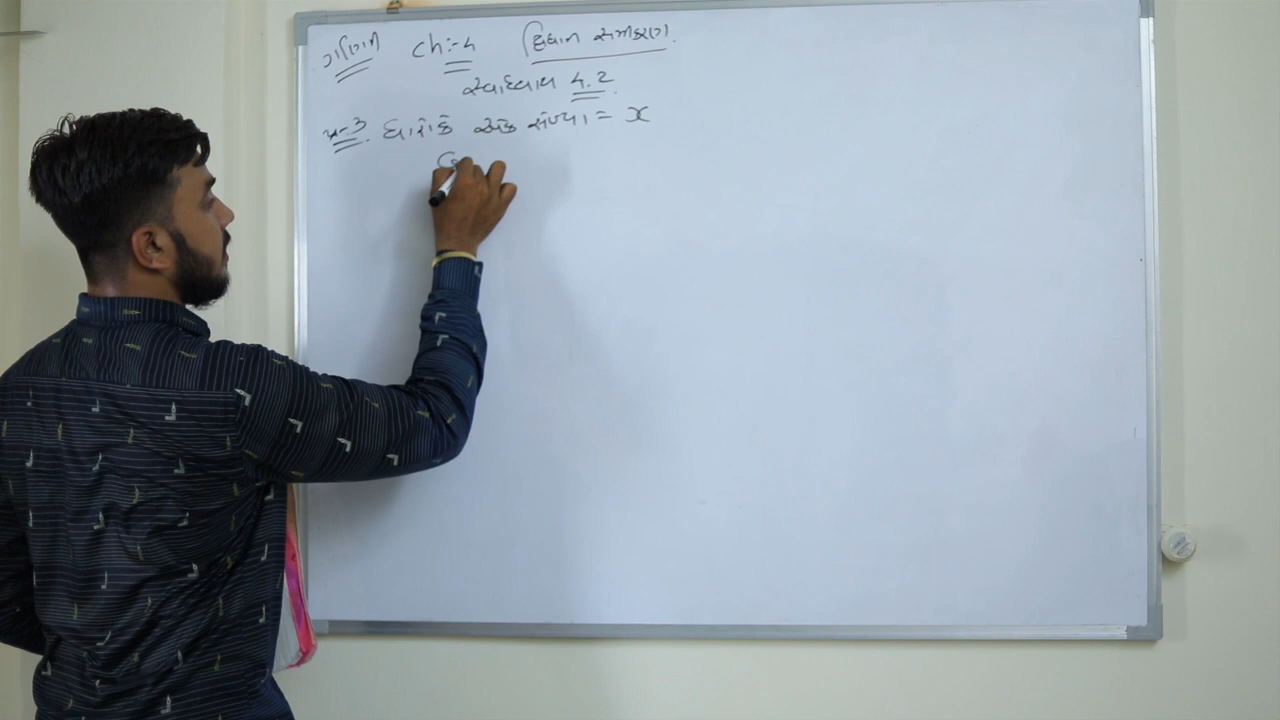 ગણિત ch:-4 દ્વિઘાત સમીકરણ.
સ્વાધ્યાય 4.2.
પ્ર-3. ધારોકે એક સંખ્યા = x